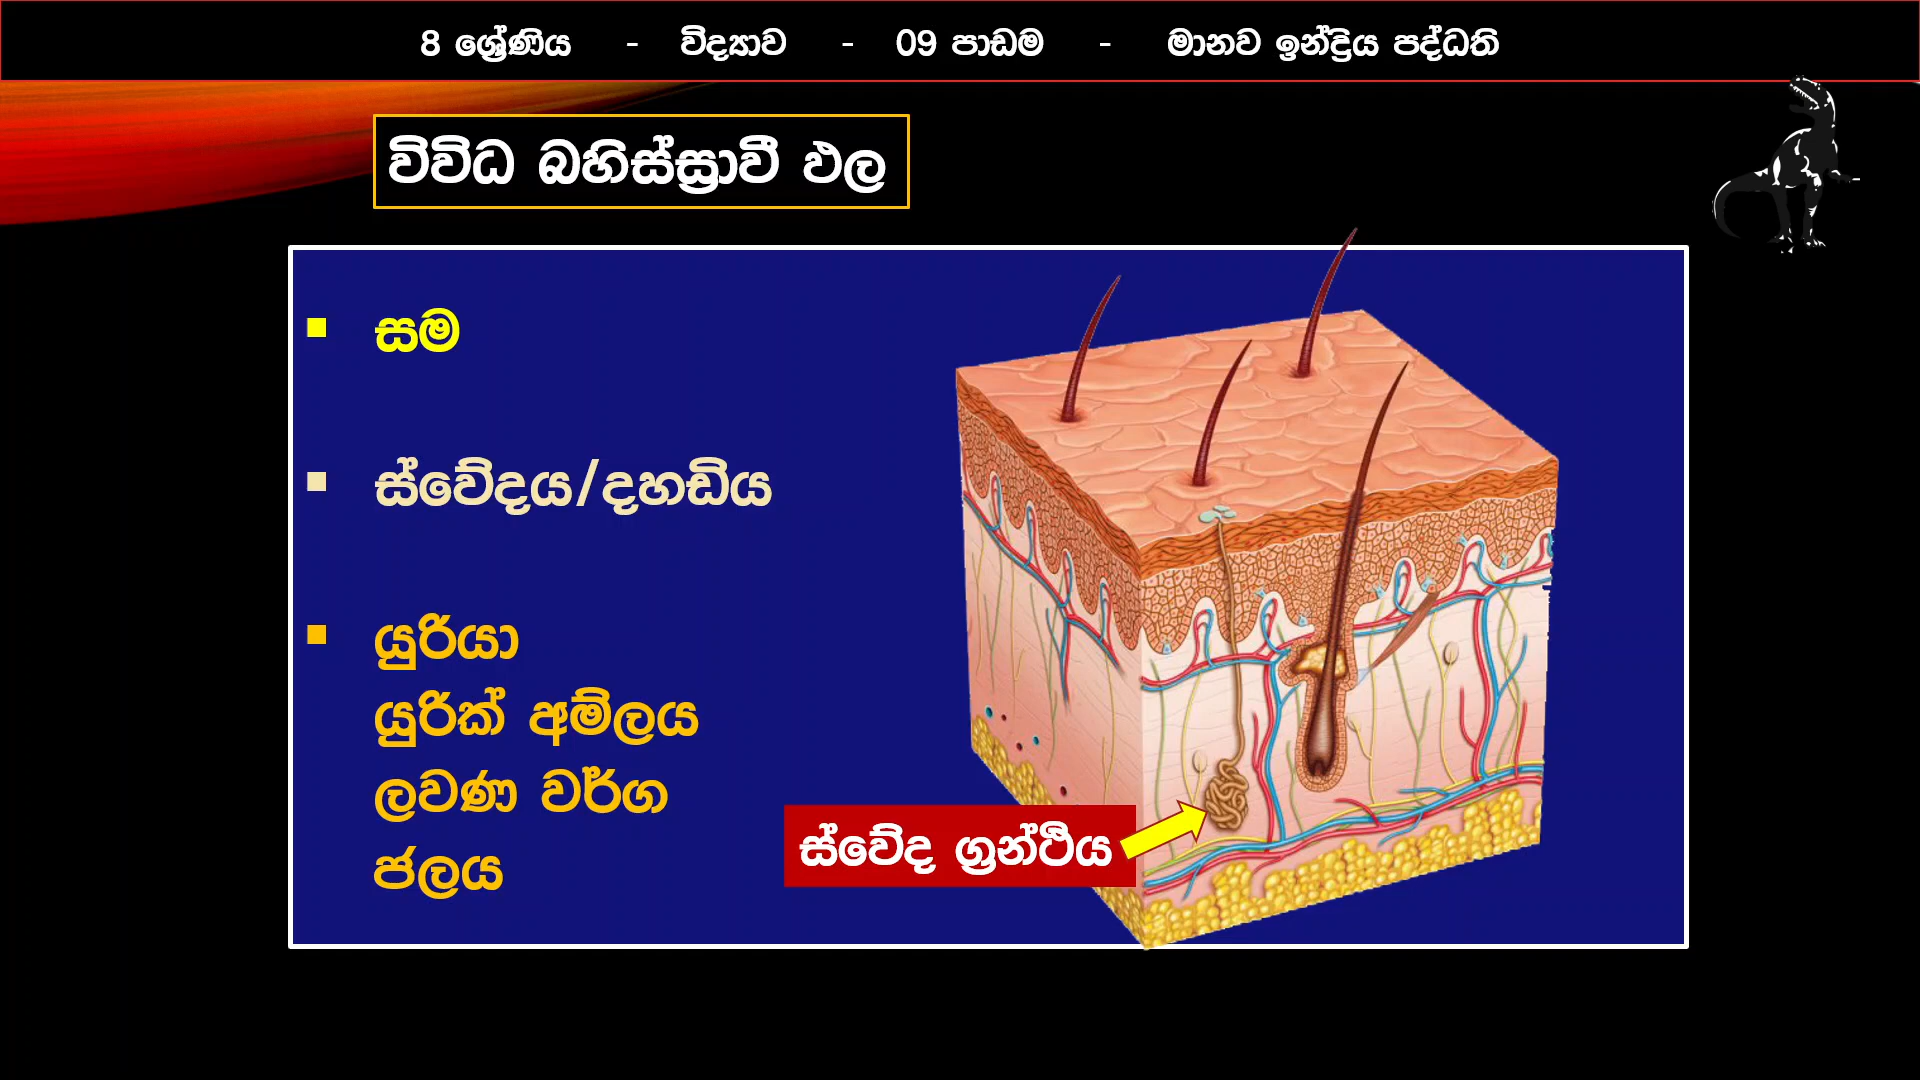 8 ශ්‍රේණිය - විද්‍යාව - 09 පාඩම - මානව ඉන්ද්‍රිය පද්ධති
විවිධ බහිස්ස්‍රාවී ඵල
සම
ස්වේදය/දහඩිය
යුරියා
යුරික් අම්ලය
ලවණ වර්ග
ජලය
ස්වේද ග්‍රන්ථිය